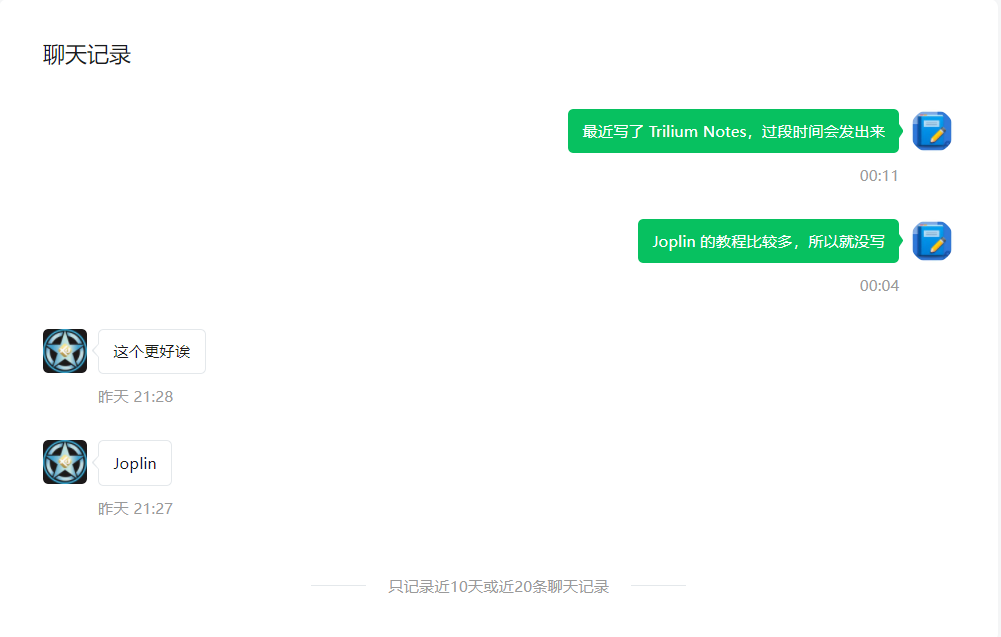 聊天记录
最近写了 Trilium Notes，过段时间会发出来
00:11
Joplin 的教程比较多，所以就没写
00:04
这个更好诶
昨天 21:28
Joplin
昨天 21:27
只记录近10天或近20条聊天记录